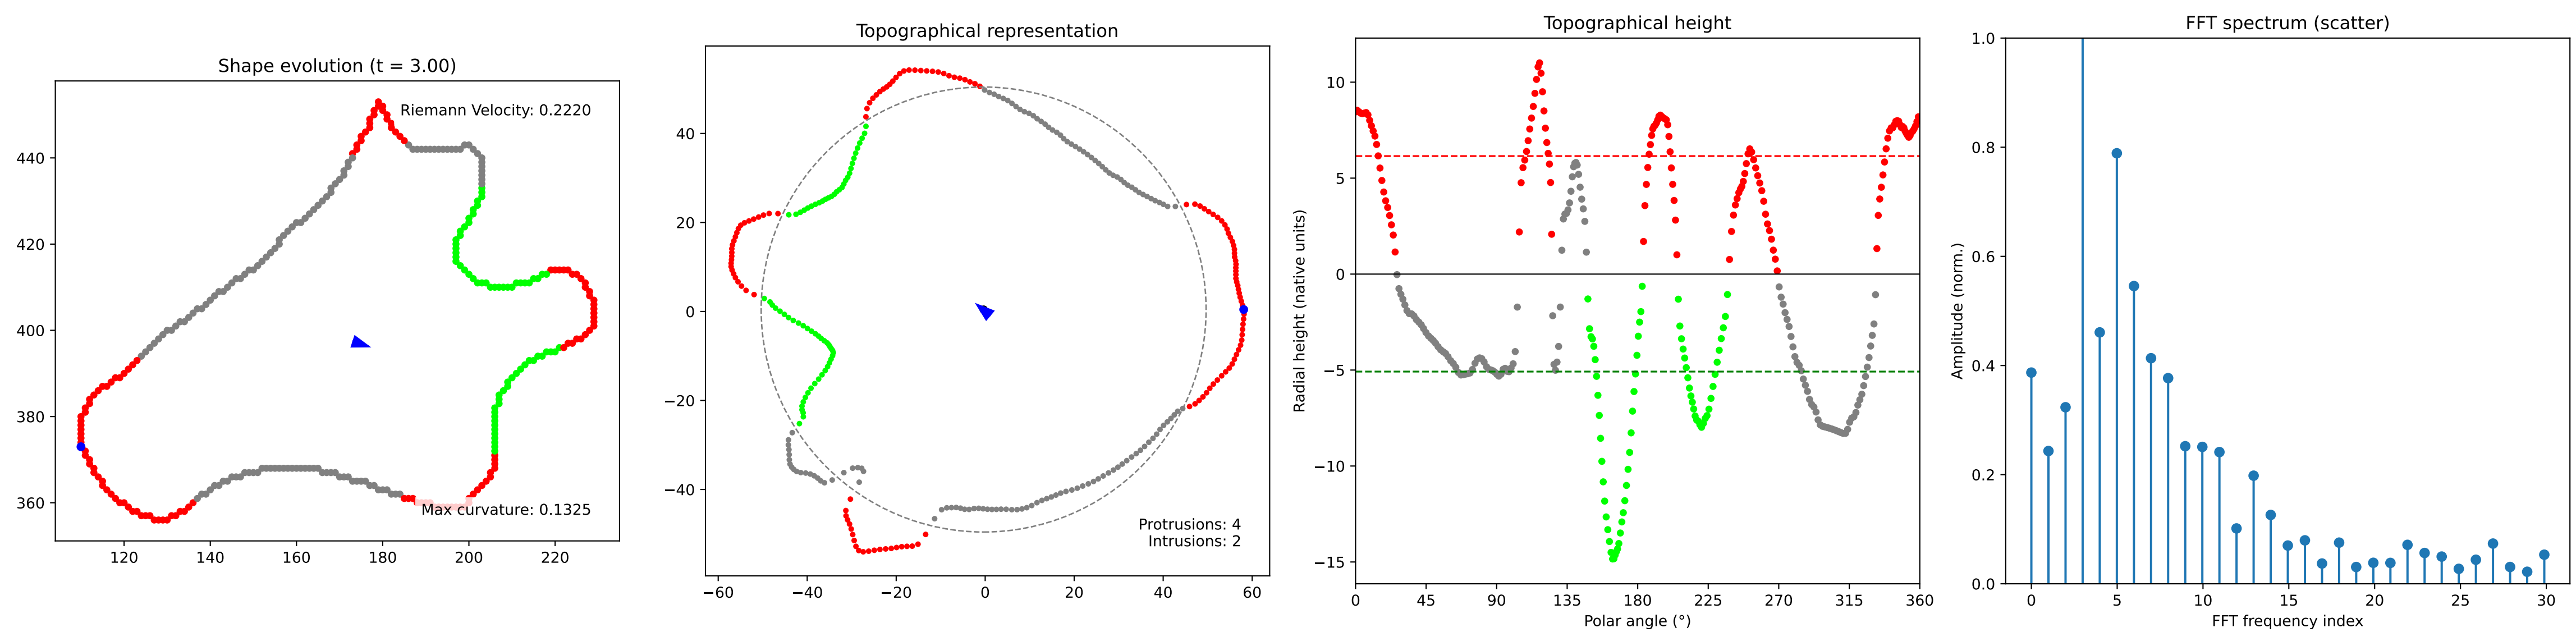 Shape evolution (t = 3.00)
Riemann Velocity: 0.2220
Max curvature: 0.1325
440
420
400
380
360
120 140 160 180 200 220
Topographical representation
40
20
0
−20
−40
−60 −40 −20 0 20 40 60
Protrusions: 4
Intrusions: 2
Topographical height
Radial height (native units)
10
5
0
−5
−10
−15
0 45 90 135 180 225 270 315 360
Polar angle (°)
FFT spectrum (scatter)
Amplitude (norm.)
1.0
0.8
0.6
0.4
0.2
0.0
0 5 10 15 20 25 30
FFT frequency index